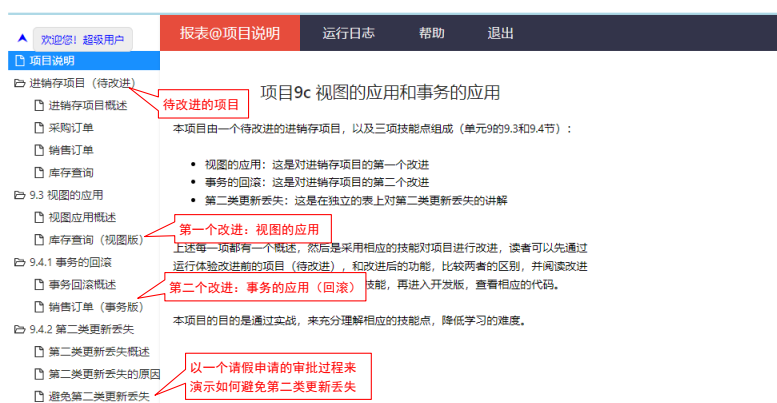 欢迎您！超级用户
报表@项目说明
运行日志
帮助
退出
项目说明
进销存项目（待改进）
进销存项目概述
采购订单
销售订单
库存查询
9.3 视图的应用
视图应用概述
库存查询（视图版）
9.4.1 事务的回滚
事务回滚概述
销售订单（事务版）
9.4.2 第二类更新丢失
第二类更新丢失概述
第二类更新丢失的原因
避免第二类更新丢失
待改进的项目
项目9c 视图的应用和事务的应用
本项目由一个待改进的进销存项目，以及三项技能点组成（单元9的9.3和9.4节）：
• 视图的应用：这是对进销存项目的第一个改进
• 事务的回滚：这是对进销存项目的第二个改进
• 第二类更新丢失：这是在独立的表上对第二类更新丢失的讲解
第一个改进：视图的应用
上述每一项都有一个概述，然后是采用相应的技能对项目进行改进，读者可以先通过
运行体验改进前的项目（待改进），和改进后的功能，比较两者的区别，并阅读改进
第二个改进：事务的应用（回滚）
技能，再进入开发版，查看相应的代码。
本项目的目的是通过实战，来充分理解相应的技能点，降低学习的难度。
以一个请假申请的审批过程来
演示如何避免第二类更新丢失